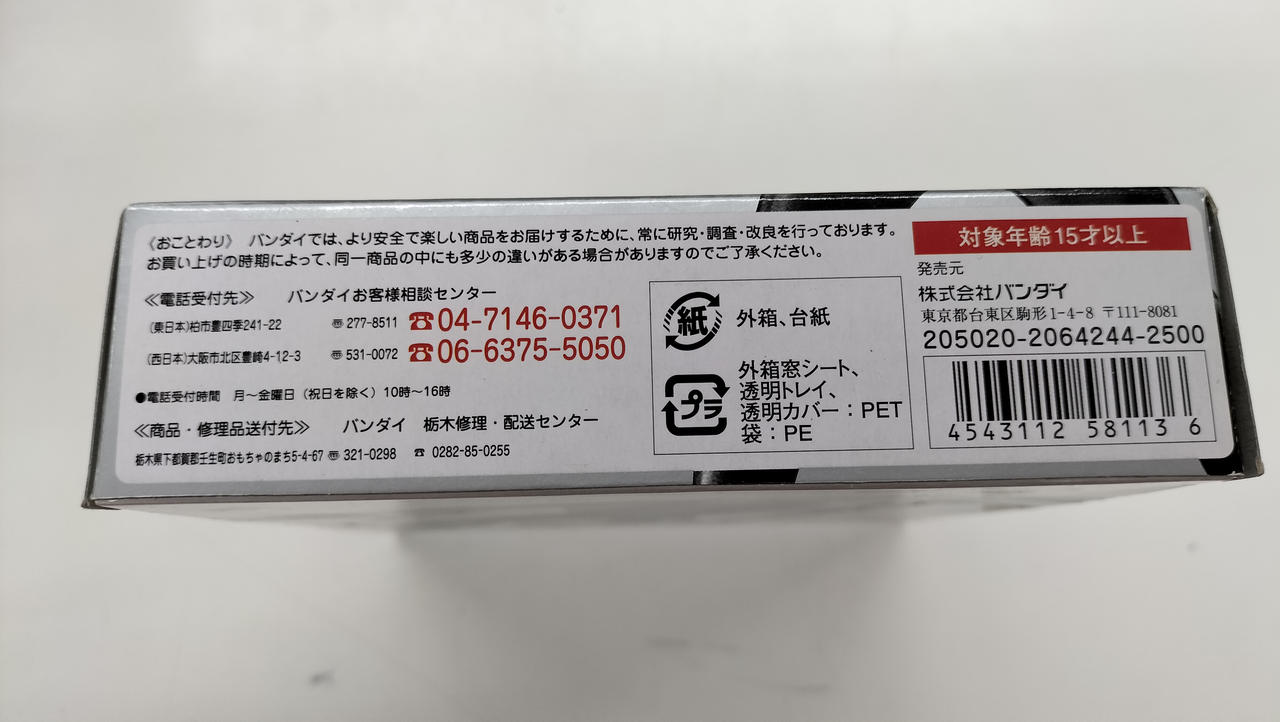 《おことわり》 バンダイでは、より安全で楽しい商品をお届けするために、常に研究・調査・改良を行っております。
お買い上げの時期によって、同一商品の中にも多少の違いがある場合がありますのでご了承ください。
≪電話受付先≫ バンダイお客様相談センター
(東日本)柏市豊四季241-22 〠277-8511 ☎04-7146-0371
(西日本)大阪市北区豊崎4-12-3 〠531-0072 ☎06-6375-5050
●電話受付時間 月～金曜日(祝日を除く)10時～16時
≪商品・修理品送付先≫ バンダイ 栃木修理・配送センター
栃木県下都賀郡壬生町おもちゃのまち5-4-67 〠321-0298 ☎0282-85-0255
紙
外箱、台紙
プラ
外箱窓シート、
透明トレイ、
透明カバー：PET
袋：PE
対象年齢15才以上
発売元
株式会社バンダイ
東京都台東区駒形1-4-8 〒111-8081
205020-2064244-2500
4543112 58113 6